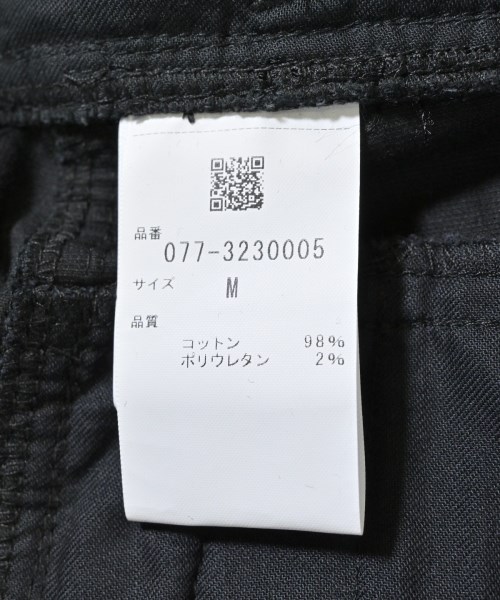 品番
077-3230005
サイズ M
品質
コットン 98%
ポリウレタン 2%